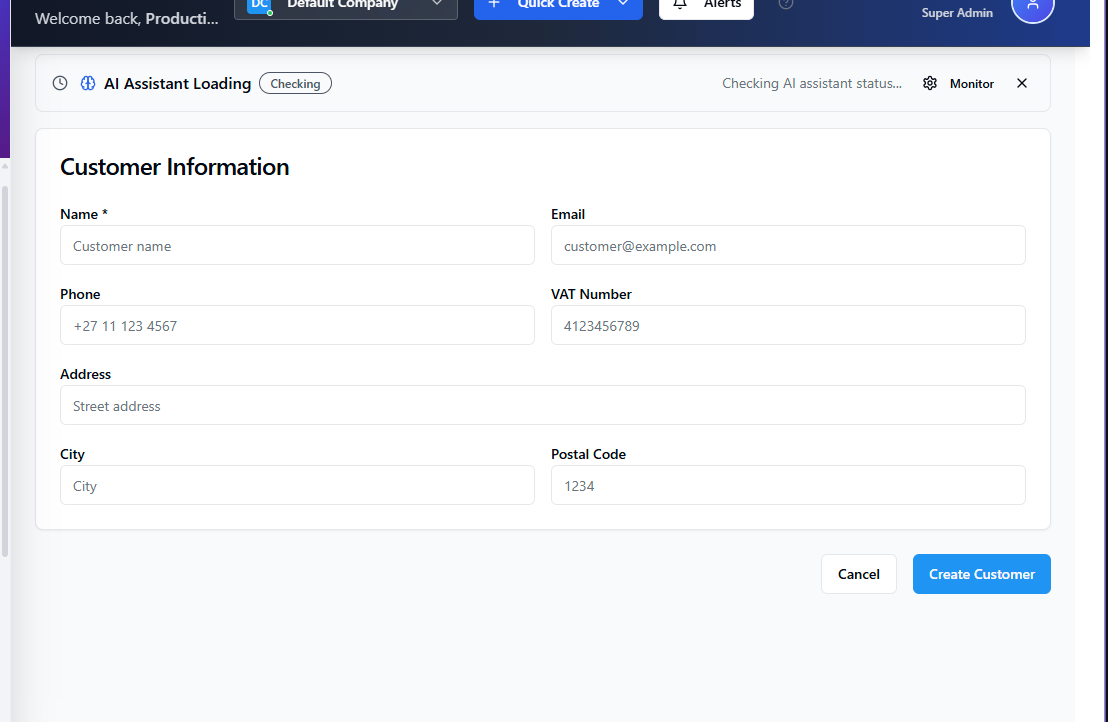 Welcome back, Producti...
DC Default Company
+ Quick Create
Alerts
?
Super Admin
AI Assistant Loading Checking Checking AI assistant status... Monitor
Customer Information
Name * Email
Customer name customer@example.com
Phone VAT Number
+27 11 123 4567 4123456789
Address
Street address
City Postal Code
City 1234
Cancel Create Customer